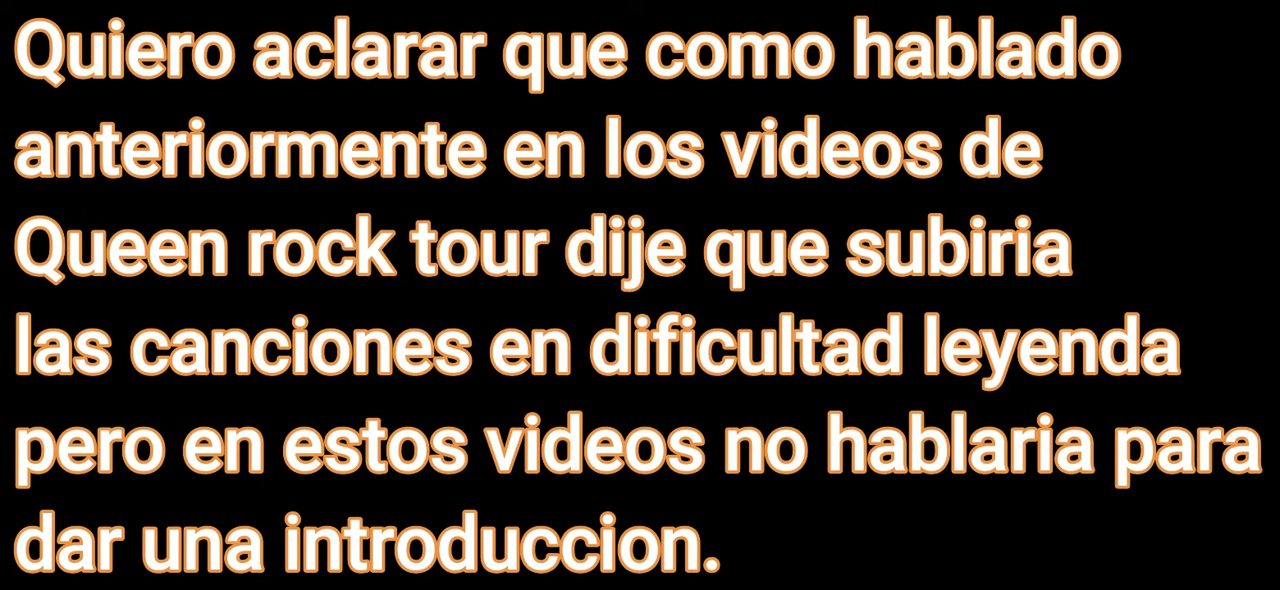 Quiero aclarar que como hablado
anteriormente en los videos de
Queen rock tour dije que subiria
las canciones en dificultad leyenda
pero en estos videos no hablaria para
dar una introduccion.